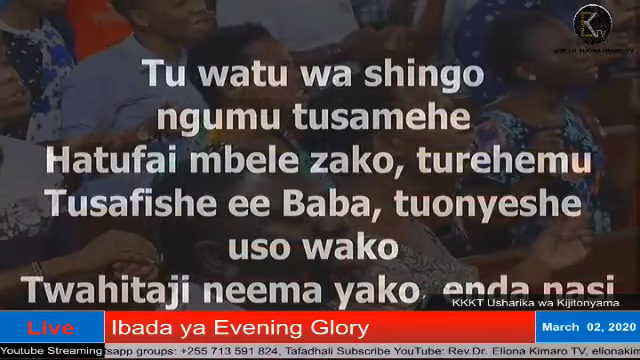 Tu watu wa shingo
ngumu tusamehe
Hatufai mbele zako, turehemu
Tusafishe ee Baba, tuonyeshe
uso wako
Twahitaji neema yako, enda nasi
KKKT Usharika wa Kijitonyama
Live
Ibada ya Evening Glory
March 02, 2020
Youtube Streaming
tsapp groups: +255 713 591 824, Tafadhali Subscribe YouTube: Rev.Dr. Eliona Kimaro TV, elionakim